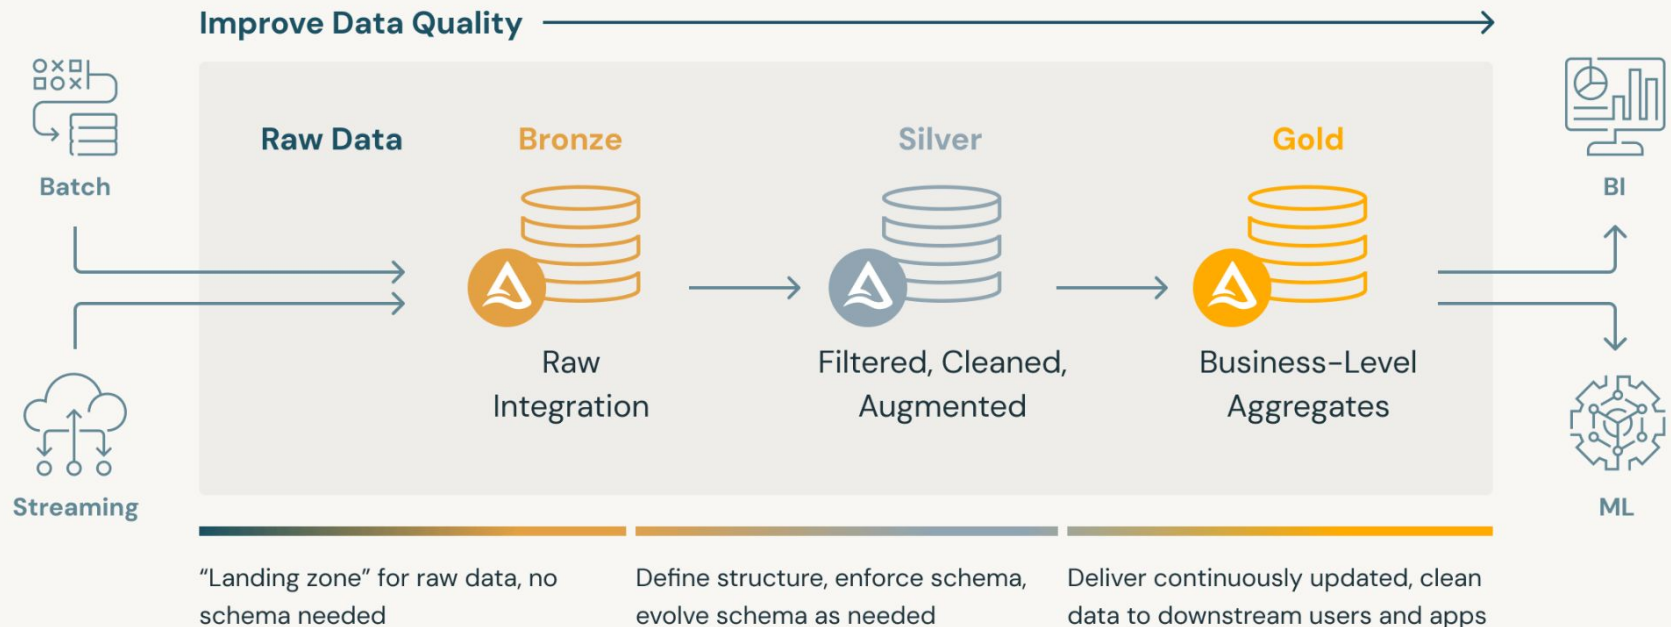 Improve Data Quality
Batch
Raw Data
Bronze
Silver
Gold
BI
Raw
Integration
Filtered, Cleaned,
Augmented
Business-Level
Aggregates
Streaming
ML
“Landing zone” for raw data, no
schema needed
Define structure, enforce schema,
evolve schema as needed
Deliver continuously updated, clean
data to downstream users and apps